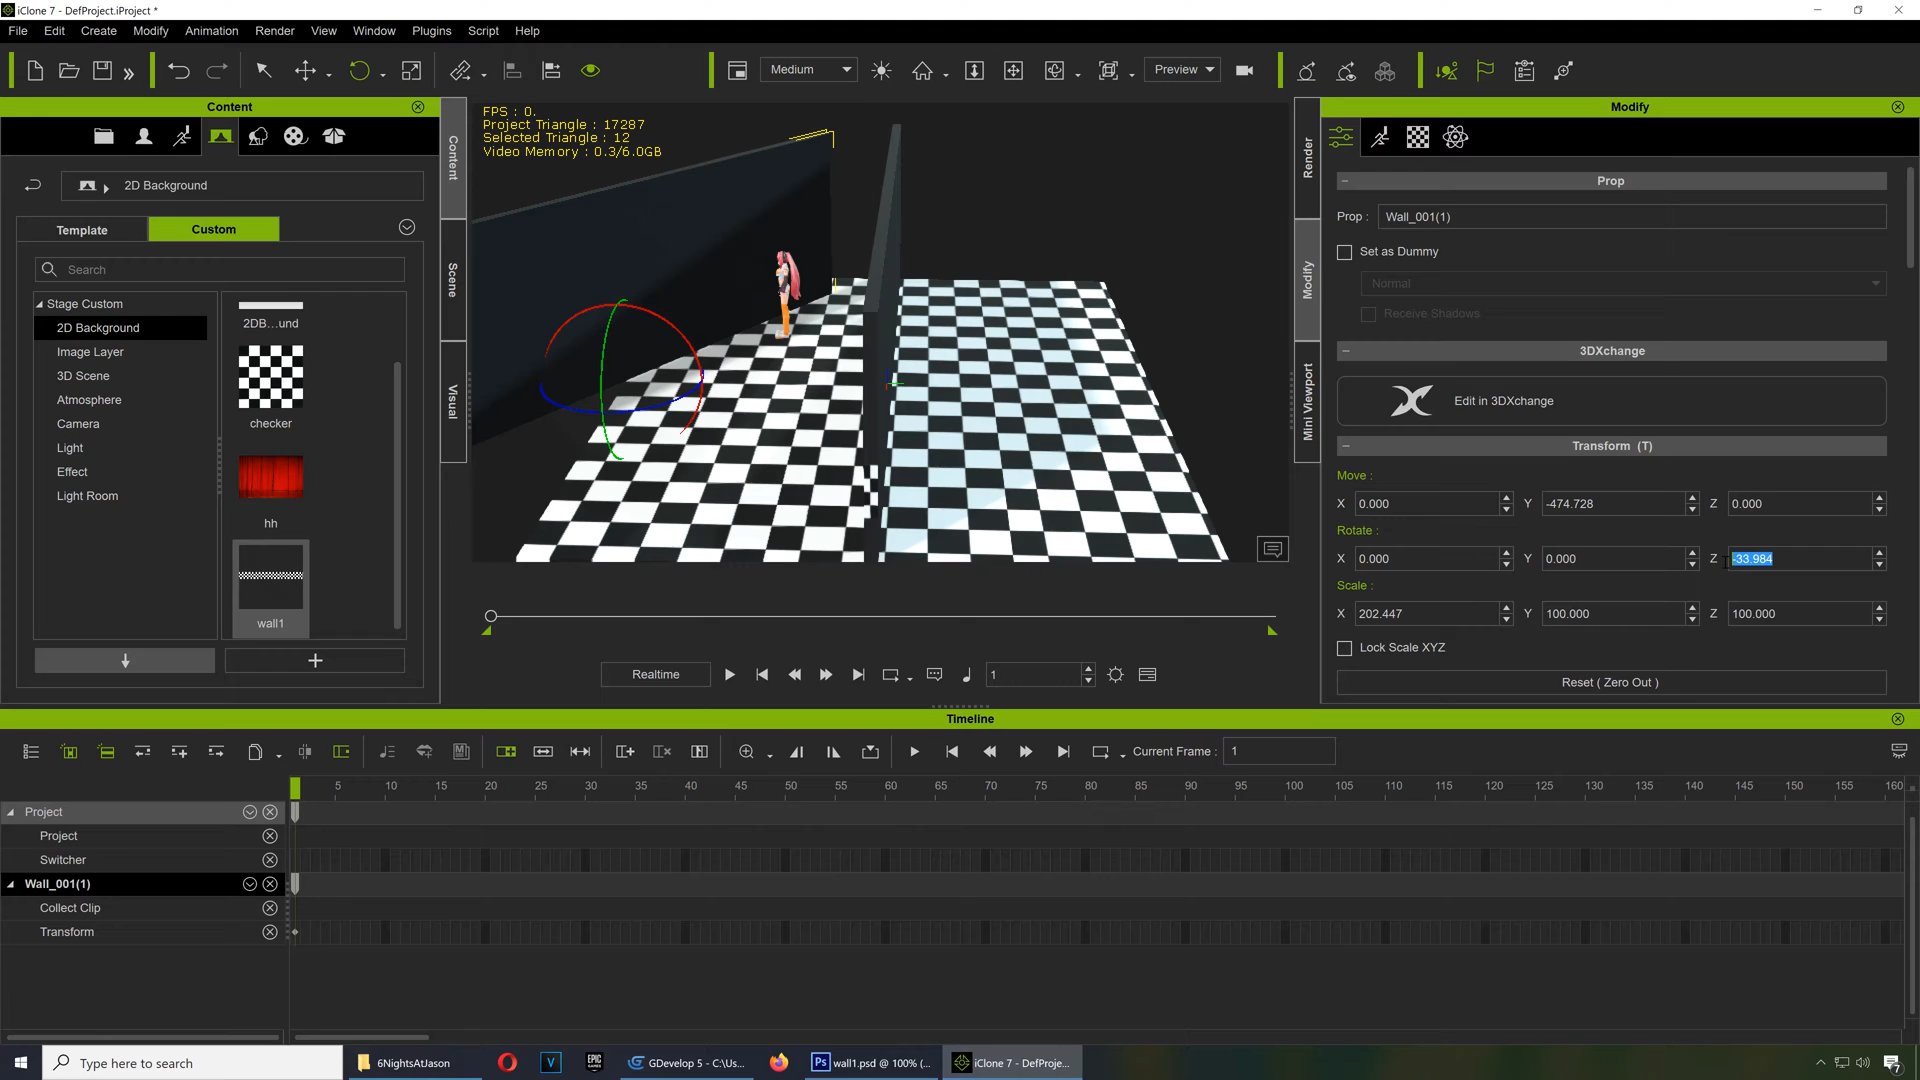 iClone 7 - DefProject.iProject *
File Edit Create Modify Animation Render View Window Plugins Script Help
Medium
Preview
Content
2D Background
Template
Custom
Search
Stage Custom
2D Background
Image Layer
3D Scene
Atmosphere
Camera
Light
Effect
Light Room
2DB...und
checker
hh
wall1
Content
Scene
Visual
FPS : 0.
Project Triangle : 17287
Selected Triangle : 12
Video Memory : 0.3/6.0GB
Realtime
1
Render
Modify
Mini Viewport
Modify
Prop
Prop : Wall_001(1)
Set as Dummy
Normal
Receive Shadows
3DXchange
Edit in 3DXchange
Transform (T)
Move :
X 0.000 Y -474.728 Z 0.000
Rotate :
X 0.000 Y 0.000 Z -33.984
Scale :
X 202.447 Y 100.000 Z 100.000
Lock Scale XYZ
Reset ( Zero Out )
Timeline
Current Frame : 1
5 10 15 20 25 30 35 40 45 50 55 60 65 70 75 80 85 90 95 100 105 110 115 120 125 130 135 140 145 150 155 160
Project
Project
Switcher
Wall_001(1)
Collect Clip
Transform
Type here to search
6NightsAtJason
V
EPIC GAMES
GDevelop 5 - C:\Us...
Ps
wall1.psd @ 100% (...
iClone 7 - DefProje...
7